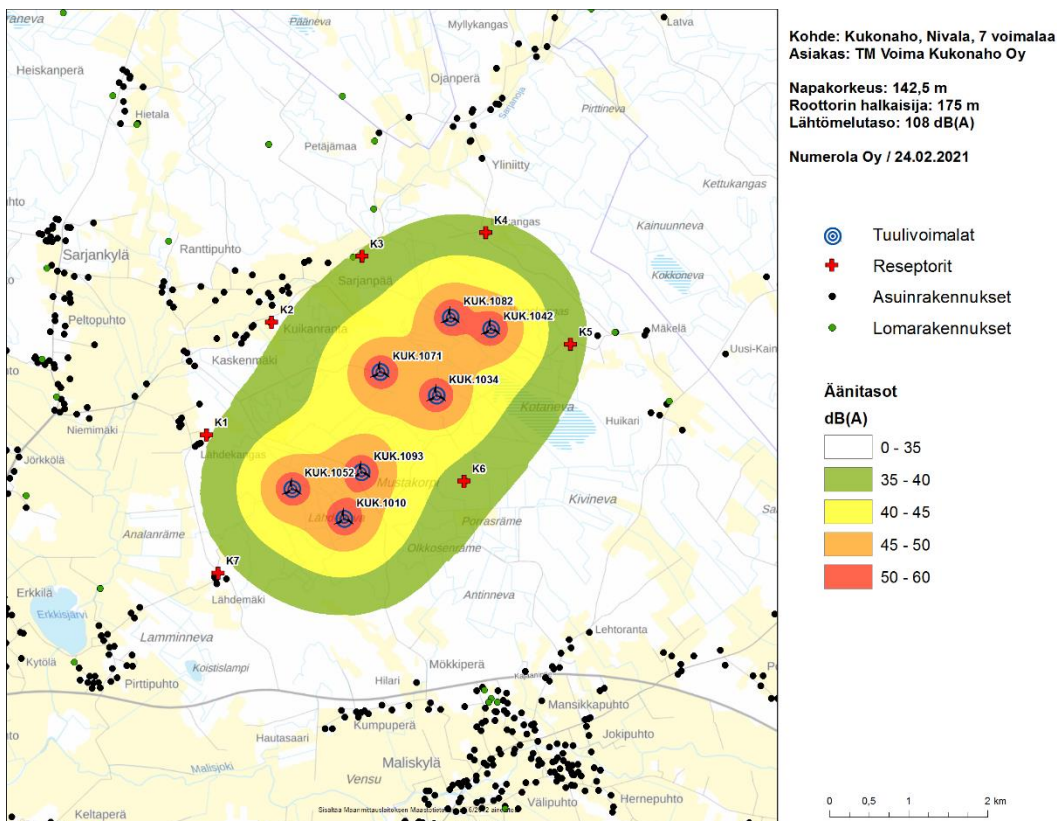 Kohde: Kukonaho, Nivala, 7 voimalaa
Asiakas: TM Voima Kukonaho Oy
Napakorkeus: 142,5 m
Roottorin halkaisija: 175 m
Lähtömelutaso: 108 dB(A)
Numerola Oy / 24.02.2021
Tuulivoimalat
Reseptorit
Asuinrakennukset
Lomarakennukset
Äänitasot
dB(A)
0 - 35
35 - 40
40 - 45
45 - 50
50 - 60
0 0,5 1 2 km
Pääneva
Myllykangas
Latva
Heiskanperä
Ojanperä
Sarjanoja
Pirttineva
Hietala
Petäjämaa
Yliniitty
Kettukangas
K4
Kainuunneva
Ranttipuhto
K3
Sarjankylä
Sarjanpää
Kokkoneva
K2
KUK.1082
Peltopuhto
Kuikanranta
KUK.1042
K5
Mäkelä
Kaskenmäki
KUK.1071
KUK.1034
Niemimäki
K1
Kotaneva
Huikari
Lähdekangas
Jörkkölä
KUK.1093
KUK.1052
Mustakorpi
K6
KUK.1010
Kivineva
Porrasräme
Analanräme
Olkkosenräme
K7
Erkkilä
Lähdemäki
Antinneva
Erkkisjärvi
Lamminneva
Lehtoranta
Kytölä
Koistislampi
Mökkiperä
Pirttipuhto
Hilari
Mansikkapuhto
Kumpuperä
Hautasaari
Jokipuhto
Malisjoki
Maliskylä
Vensu
Välipuhto
Hernepuhto
Keltaperä